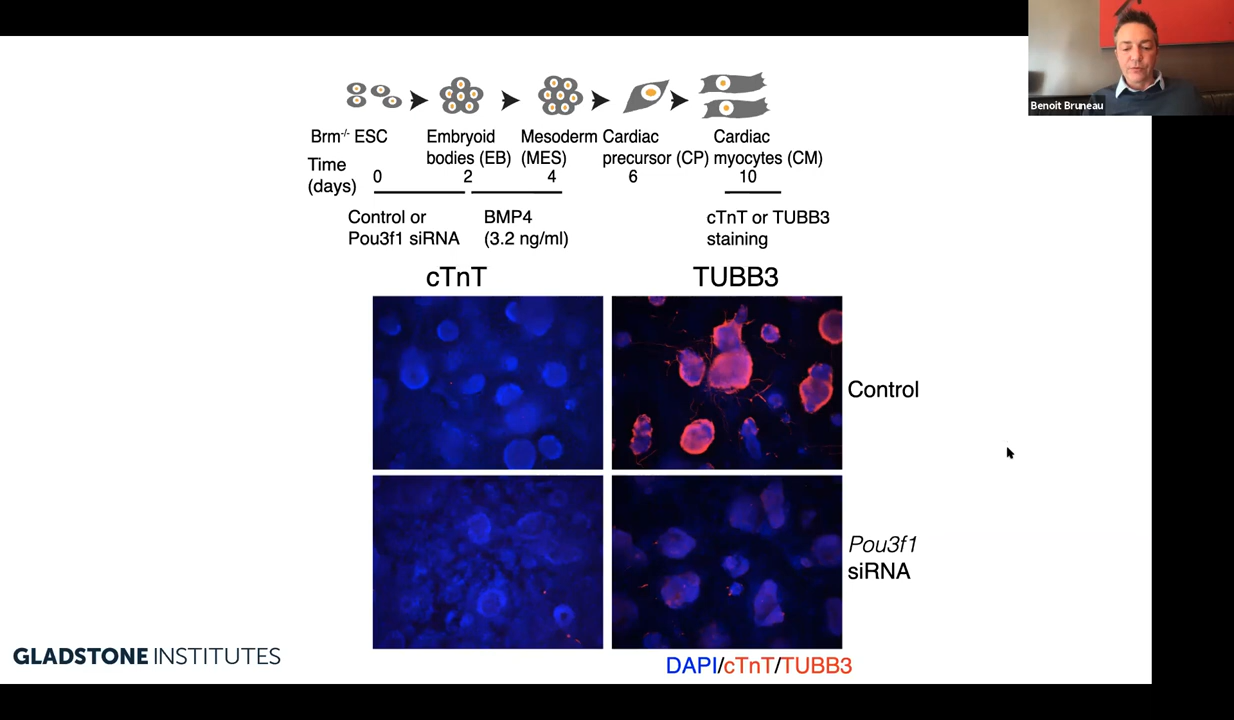 Benoit Bruneau
Brm-/- ESC
Embryoid bodies (EB)
Mesoderm (MES)
Cardiac precursor (CP)
Cardiac myocytes (CM)
Time (days)
0 2 4 6 10
Control or Pou3f1 siRNA
BMP4 (3.2 ng/ml)
cTnT or TUBB3 staining
cTnT TUBB3
Control
Pou3f1 siRNA
GLADSTONE INSTITUTES
DAPI/cTnT/TUBB3